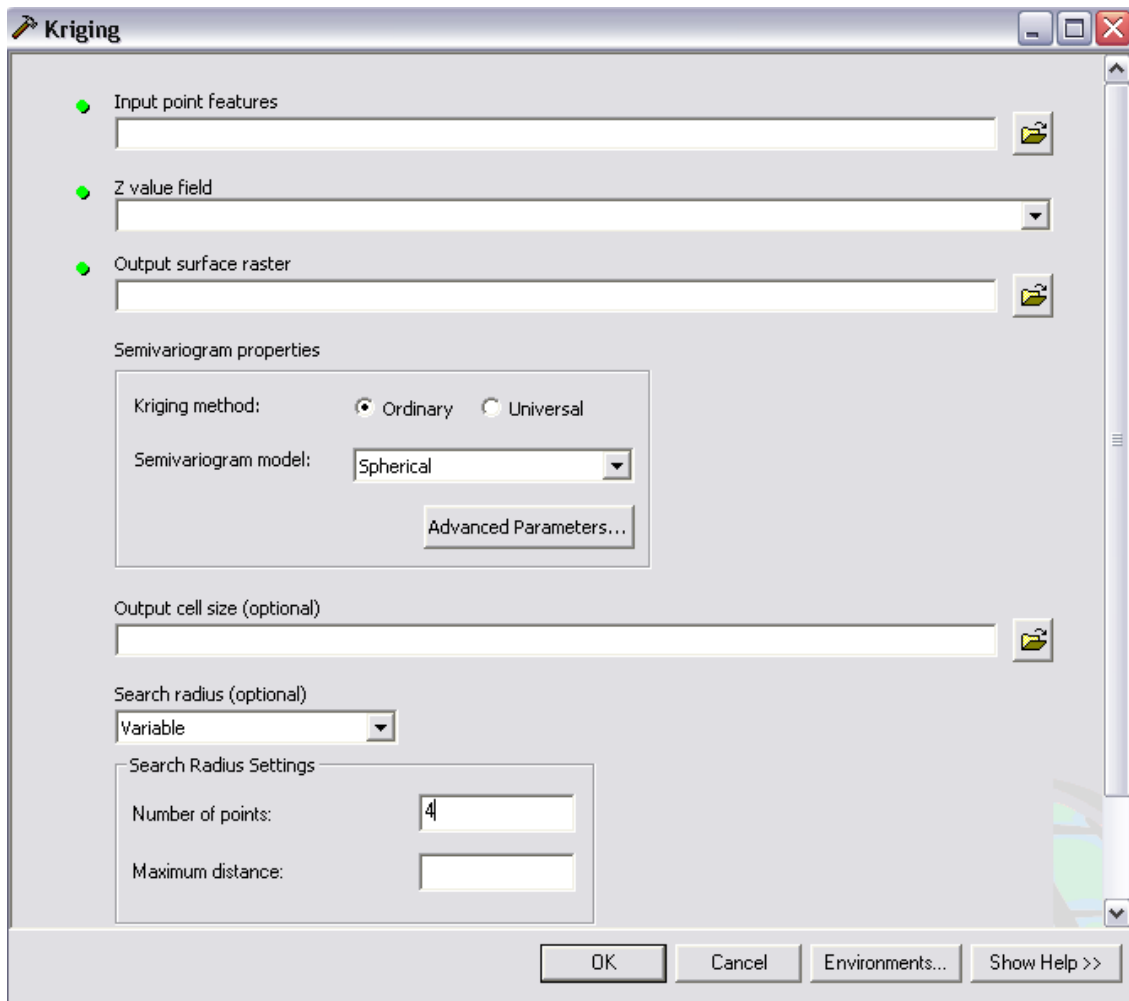 Kriging
Input point features
Z value field
Output surface raster
Semivariogram properties
Kriging method: Ordinary Universal
Semivariogram model: Spherical
Advanced Parameters...
Output cell size (optional)
Search radius (optional)
Variable
Search Radius Settings
Number of points: 4
Maximum distance:
OK Cancel Environments... Show Help >>